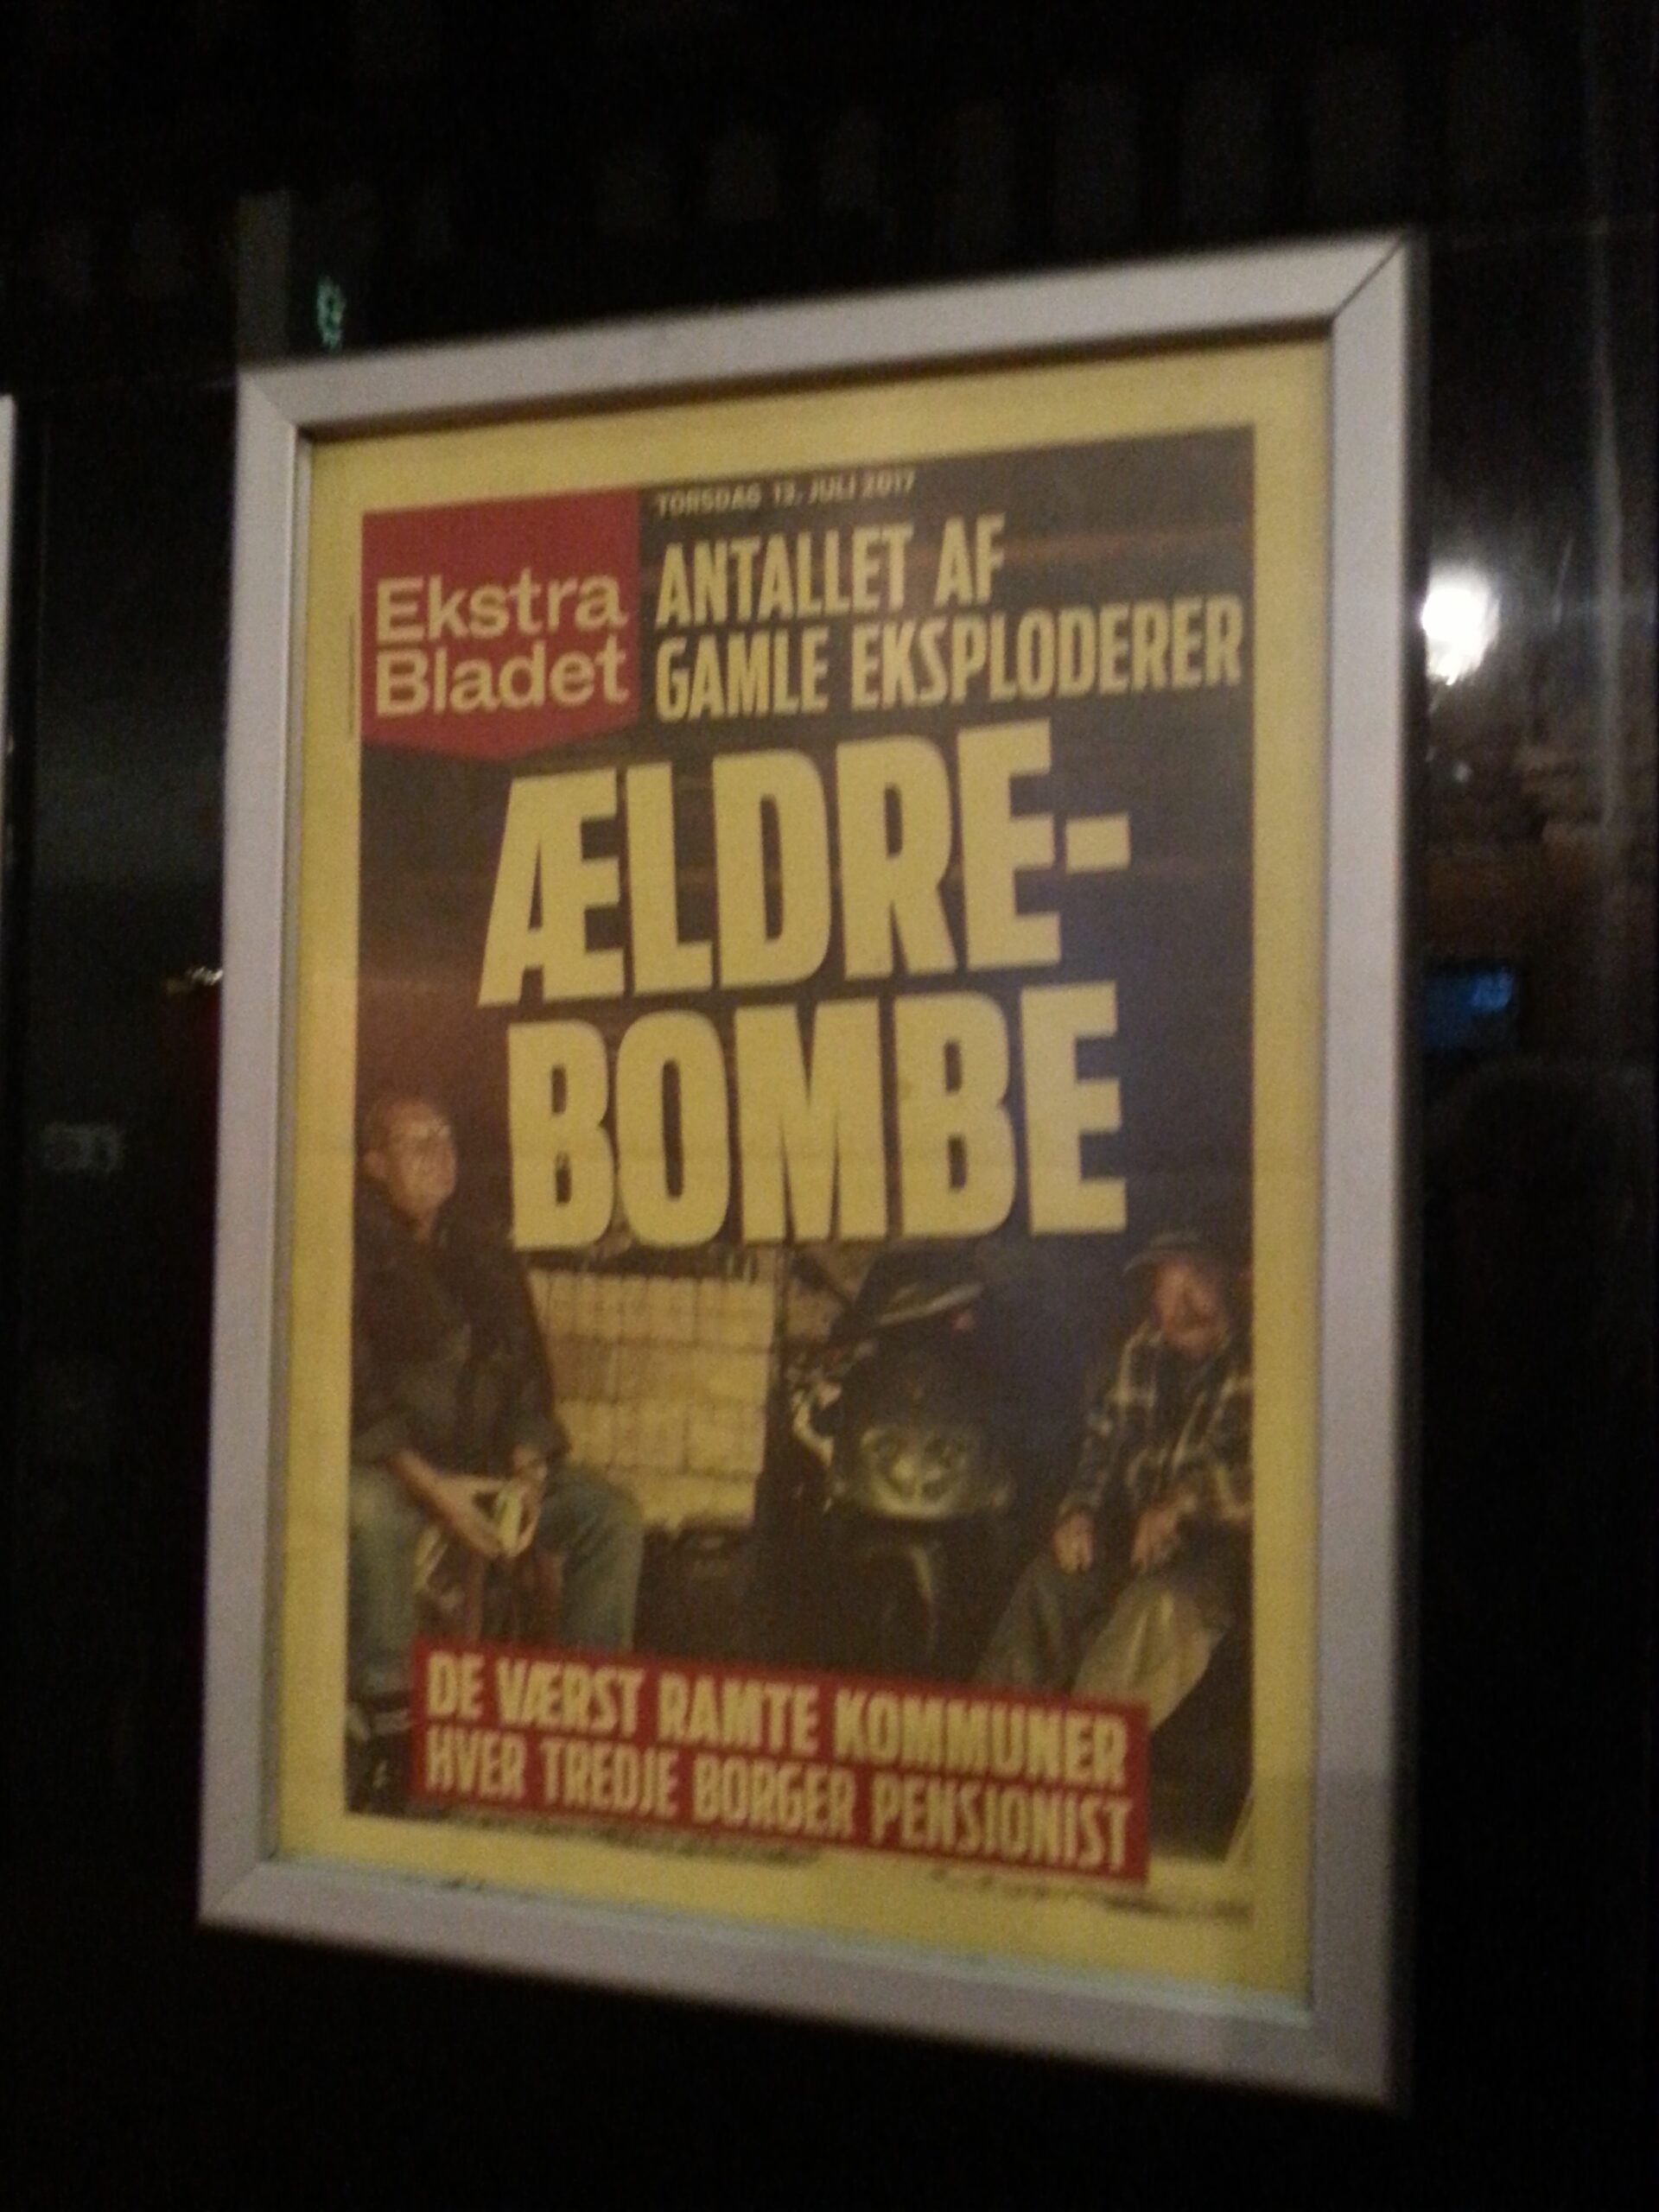 TORSDAG 13. JULI 2017
Ekstra
Bladet
ANTALLET AF
GAMLE EKSPLODERER
ÆLDRE-
BOMBE
DE VÆRST RAMTE KOMMUNER
HVER TREDJE BORGER PENSIONIST